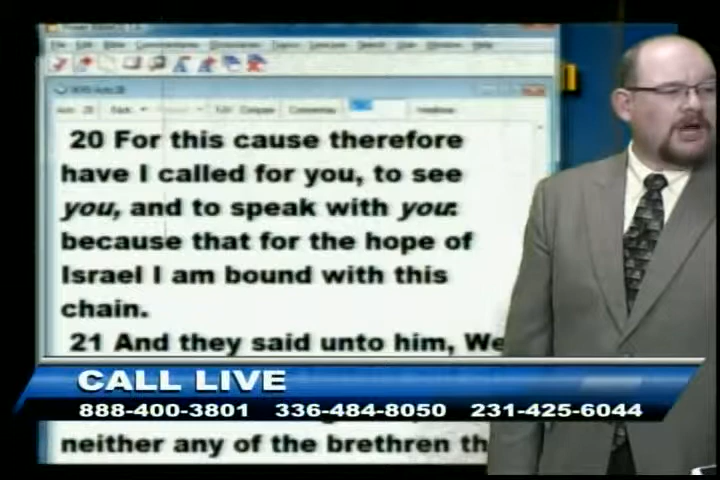 20 For this cause therefore
have I called for you, to see
you, and to speak with you:
because that for the hope of
Israel I am bound with this
chain.
21 And they said unto him, We
CALL LIVE
888-400-3801 336-484-8050 231-425-6044
neither any of the brethren th